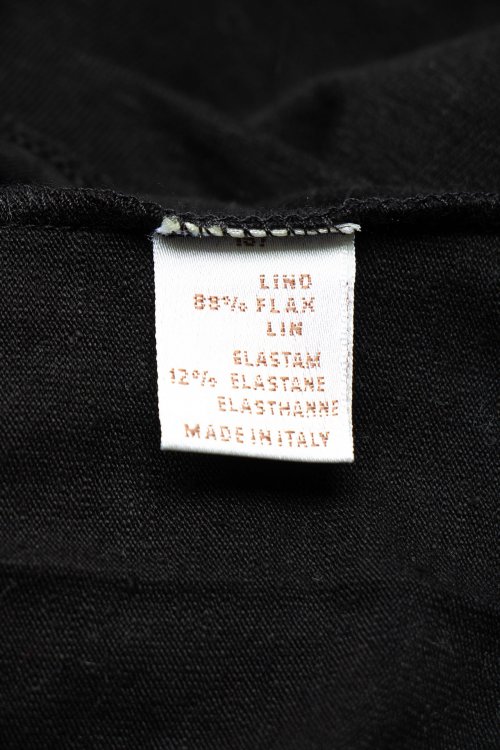 LINO
88% FLAX
LIN
ELASTAM
12% ELASTANE
ELASTHANNE
MADE IN ITALY